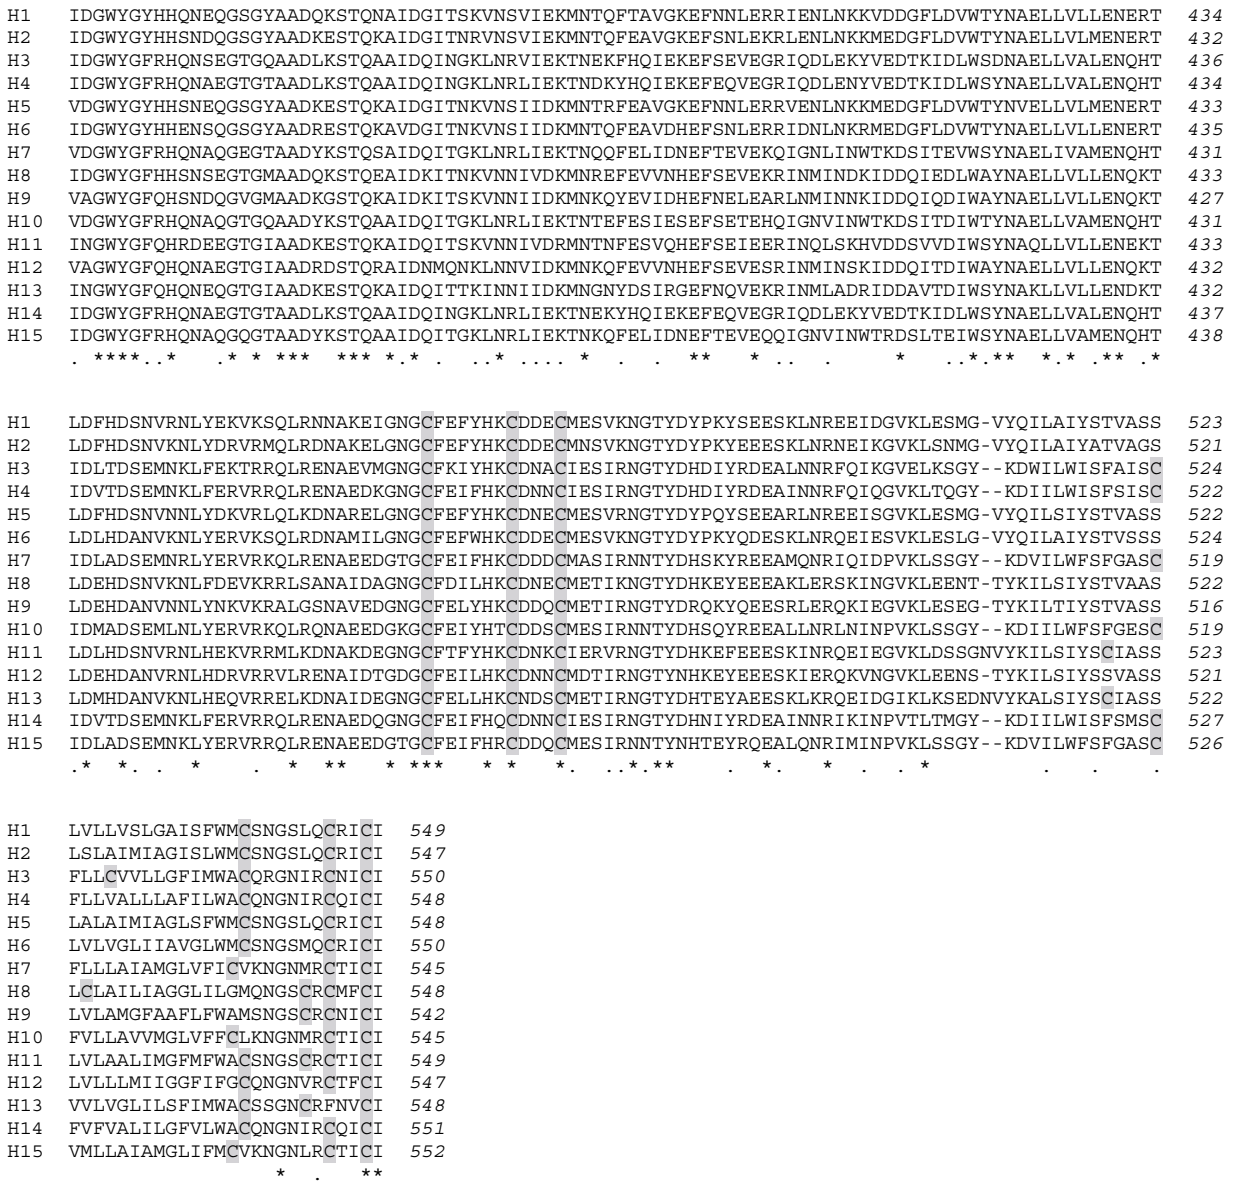 H1 IDGWYGYHHQNEQGSGYAADQKSTQNAIDGITSKVNSVIEKMNTQFTAVGKEFNNLERRIENLNKKVDDGFLDVWTYNAELLVLLENERT 434
H2 IDGWYGYHHSNDQGSGYAADKESTQKAIDGITNRVNSVIEKMNTQFEAVGKEFSNLEKRLENLNKKMEDGFLDVWTYNAELLVLMENERT 432
H3 IDGWYGFRHQNSEGTGQAADLKSTQAAIDQINGKLNRVIEKTNEKFHQIEKEFSEVEGRIQDLEKYVEDTKIDLWSDNAELLVALENQHT 436
H4 IDGWYGFRHQNAEGTGTAADLKSTQAAIDQINGKLNRLIEKTNDKYHQIEKEFEQVEGRIQDLENYVEDTKIDLWSYNAELLVALENQHT 434
H5 VDGWYGYHHSNEQGSGYAADKESTQKAIDGITNKVNSIIDKMNTRFEAVGKEFNNLERRVENLNKKMEDGFLDVWTYNVELLVLMENERT 433
H6 IDGWYGYHHENSQGSGYAADRESTQKAVDGITNKVNSIIDKMNTQFEAVDHEFSNLERRIDNLNKRMEDGFLDVWTYNAELLVLLENERT 435
H7 VDGWYGFRHQNAQGEGTAADYKSTQSAIDQITGKLNRLIEKTNQQFELIDNEFTEVEKQIGNLINWTKDSITEVWSYNAELIVAMENQHT 431
H8 IDGWYGFHHSNSEGTGMAADQKSTQEAIDKITNKVNNIVDKMNREFEVVNHEFSEVEKRINMINDKIDDQIEDLWAYNAELLVLLENQKT 433
H9 VAGWYGFQHSNDQGVGMAADKGSTQKAIDKITSKVNNIIDKMNKQYEVIDHEFNELEARLNMINNKIDDQIQDIWAYNAELLVLLENQKT 427
H10 VDGWYGFRHQNAQGTGQAADYKSTQAAIDQITGKLNRLIEKTNTEFESIESEFSETEHQIGNVINWTKDSITDIWTYNAELLVAMENQHT 431
H11 INGWYGFQHRDEEGTGIAADKESTQKAIDQITSKVNNIVDRMNTNFESVQHEFSEIEERINQLSKHVDDSVVDIWSYNAQLLVLLENEKT 433
H12 VAGWYGFQHQNAEGTGIAADRDSTQRAIDNMQNKLNNVIDKMNKQFEVVNHEFSEVESRINMINSKIDDQITDIWAYNAELLVLLENQKT 432
H13 INGWYGFQHQNEQGTGIAADKESTQKAIDQITTKINNIIDKMNGNYDSIRGEFNQVEKRINMLADRIDDAVTDIWSYNAKLLVLLENDKT 432
H14 IDGWYGFRHQNAEGTGTAADLKSTQAAIDQINGKLNRLIEKTNEKYHQIEKEFEQVEGRIQDLEKYVEDTKIDLWSYNAELLVALENQHT 437
H15 IDGWYGFRHQNAQGQGTAADYKSTQAAIDQITGKLNRLIEKTNKQFELIDNEFTEVEQQIGNVINWTRDSLTEIWSYNAELLVAMENQHT 438
. ****..* .* * *** *** *.* . ..* .... * . . ** * .. . * ..*.** *.* .** .*
H1 LDFHDSNVRNLYEKVKSQLRNNAKEIGNGCFEFYHKCDDECMESVKNGTYDYPKYSEESKLNREEIDGVKLESMG-VYQILAIYSTVASS 523
H2 LDFHDSNVKNLYDRVRMQLRDNAKELGNGCFEFYHKCDDECMNSVKNGTYDYPKYEEESKLNRNEIKGVKLSNMG-VYQILAIYATVAGS 521
H3 IDLTDSEMNKLFEKTRRQLRENAEVMGNGCFKIYHKCDNACIESIRNGTYDHDIYRDEALNNRFQIKGVELKSGY--KDWILWISFAISC 524
H4 IDVTDSEMNKLFERVRRQLRENAEDKGNGCFEIFHKCDNNCIESIRNGTYDHDIYRDEAINNRFQIQGVKLTQGY--KDIILWISFSISC 522
H5 LDFHDSNVNNLYDKVRLQLKDNARELGNGCFEFYHKCDNECMESVRNGTYDYPQYSEEARLNREEISGVKLESMG-VYQILSIYSTVASS 522
H6 LDLHDANVKNLYERVKSQLRDNAMILGNGCFEFWHKCDDECMESVKNGTYDYPKYQDESKLNRQEIESVKLESLG-VYQILAIYSTVSSS 524
H7 IDLADSEMNRLYERVRKQLRENAEEDGTGCFEIFHKCDDDCMASIRNNTYDHSKYREEAMQNRIQIDPVKLSSGY--KDVILWFSFGASC 519
H8 LDEHDSNVKNLFDEVKRRLSANAIDAGNGCFDILHKCDNECMETIKNGTYDHKEYEEEAKLERSKINGVKLEENT-TYKILSIYSTVAAS 522
H9 LDEHDANVNNLYNKVKRALGSNAVEDGNGCFELYHKCDDQCMETIRNGTYDRQKYQEESRLERQKIEGVKLESEG-TYKILTIYSTVASS 516
H10 IDMADSEMLNLYERVRKQLRQNAEEDGKGCFEIYHTCDDSCMESIRNNTYDHSQYREEALLNRLNINPVKLSSGY--KDIILWFSFGESC 519
H11 LDLHDSNVRNLHEKVRRMLKDNAKDEGNGCFTFYHKCDNKCIERVRNGTYDHKEFEEESKINRQEIEGVKLDSSGNVYKILSIYSCIASS 523
H12 LDEHDANVRNLHDRVRRVLRENAIDTGDGCFEILHKCDNNCMDTIRNGTYNHKEYEEESKIERQKVNGVKLEENS-TYKILSIYSSVASS 521
H13 LDMHDANVKNLHEQVRRELKDNAIDEGNGCFELLHKCNDSCMETIRNGTYDHTEYAEESKLKRQEIDGIKLKSEDNVYKALSIYSCIASS 522
H14 IDVTDSEMNKLFERVRRQLRENAEDQGNGCFEIFHQCDNNCIESIRNGTYDHNIYRDEAINNRIKINPVTLTMGY--KDIILWISFSMSC 527
H15 IDLADSEMNKLYERVRRQLRENAEEDGTGCFEIFHRCDDQCMESIRNNTYNHTEYRQEALQNRIMINPVKLSSGY--KDVILWFSFGASC 526
.* *. . * . * ** * *** * * *. ..*.** . *. * . . * . . .
H1 LVLLVSLGAISFWMCSNGSLQCRICI 549
H2 LSLAIMIAGISLWMCSNGSLQCRICI 547
H3 FLLCVVLLGFIMWACQRGNIRCNICI 550
H4 FLLVALLLAFILWACQNGNIRCQICI 548
H5 LALAIMIAGLSFWMCSNGSLQCRICI 548
H6 LVLVGLIIAVGLWMCSNGSMQCRICI 550
H7 FLLLAIAMGLVFICVKNGNMRCTICI 545
H8 LCLAILIAGGLILGMQNGSCRCMFCI 548
H9 LVLAMGFAAFLFWAMSNGSCRCNICI 542
H10 FVLLAVVMGLVFFCLKNGNMRCTICI 545
H11 LVLAALIMGFMFWACSNGSCRCTICI 549
H12 LVLLLMIIGGFIFGCQNGNVRCTFCI 547
H13 VVLVGLILSFIMWACSSGNCRFNVCI 548
H14 FVFVALILGFVLWACQNGNIRCQICI 551
H15 VMLLAIAMGLIFMCVKNGNLRCTICI 552
* . **